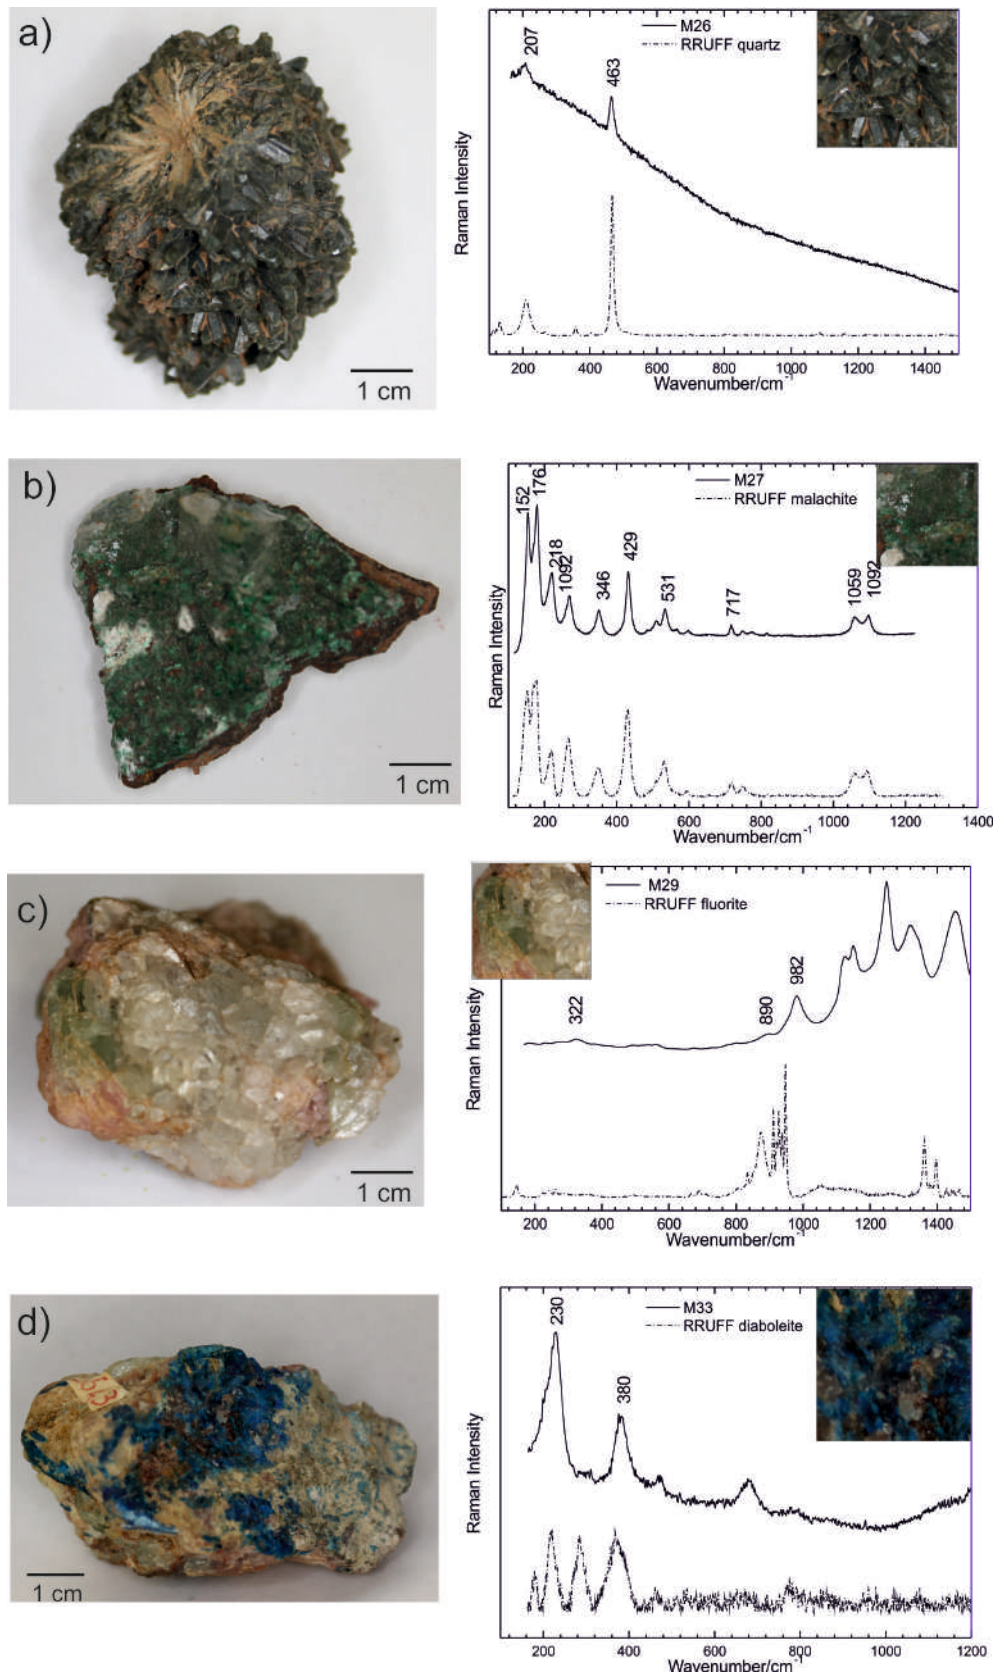 a)
1 cm
M26
RRUFF quartz
207
463
Raman Intensity
200 400 600 800 1000 1200 1400
Wavenumber/cm-1
b)
1 cm
M27
RRUFF malachite
152
176
218
1092
346
429
531
717
1059
1092
Raman Intensity
200 400 600 800 1000 1200 1400
Wavenumber/cm-1
c)
1 cm
M29
RRUFF fluorite
322
890
982
Raman Intensity
200 400 600 800 1000 1200 1400
Wavenumber/cm-1
d)
1 cm
M33
RRUFF diaboleite
230
380
Raman Intensity
200 400 600 800 1000 1200
Wavenumber/cm-1